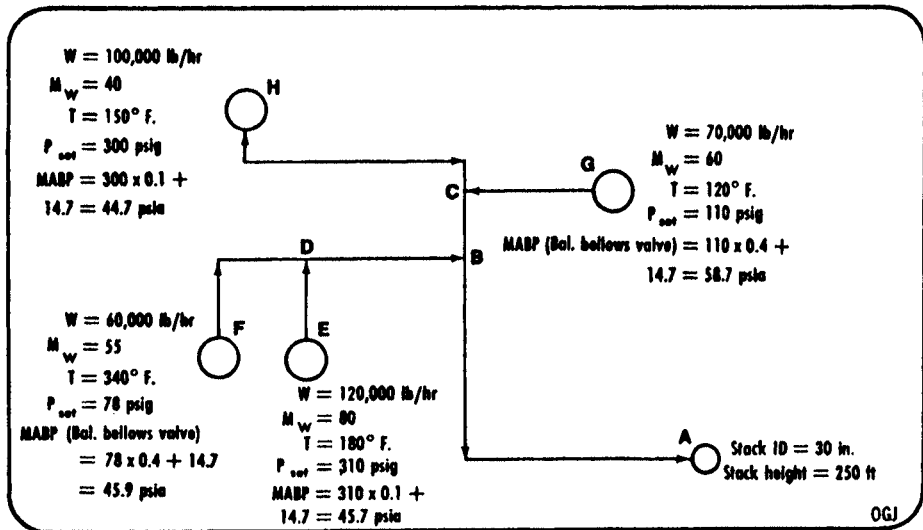 W = 100,000 lb/hr
M_W = 40
T = 150° F.
P_set = 300 psig
MABP = 300 x 0.1 +
14.7 = 44.7 psia
H
W = 70,000 lb/hr
M_W = 60
T = 120° F.
P_set = 110 psig
MABP (Bal. bellows valve) = 110 x 0.4 +
14.7 = 58.7 psia
G
C
D
B
W = 60,000 lb/hr
M_W = 55
T = 340° F.
P_set = 78 psig
MABP (Bal. bellows valve)
= 78 x 0.4 + 14.7
= 45.9 psia
F
E
W = 120,000 lb/hr
M_W = 80
T = 180° F.
P_set = 310 psig
MABP = 310 x 0.1 +
14.7 = 45.7 psia
A
Stack ID = 30 in.
Stack height = 250 ft
OGJ